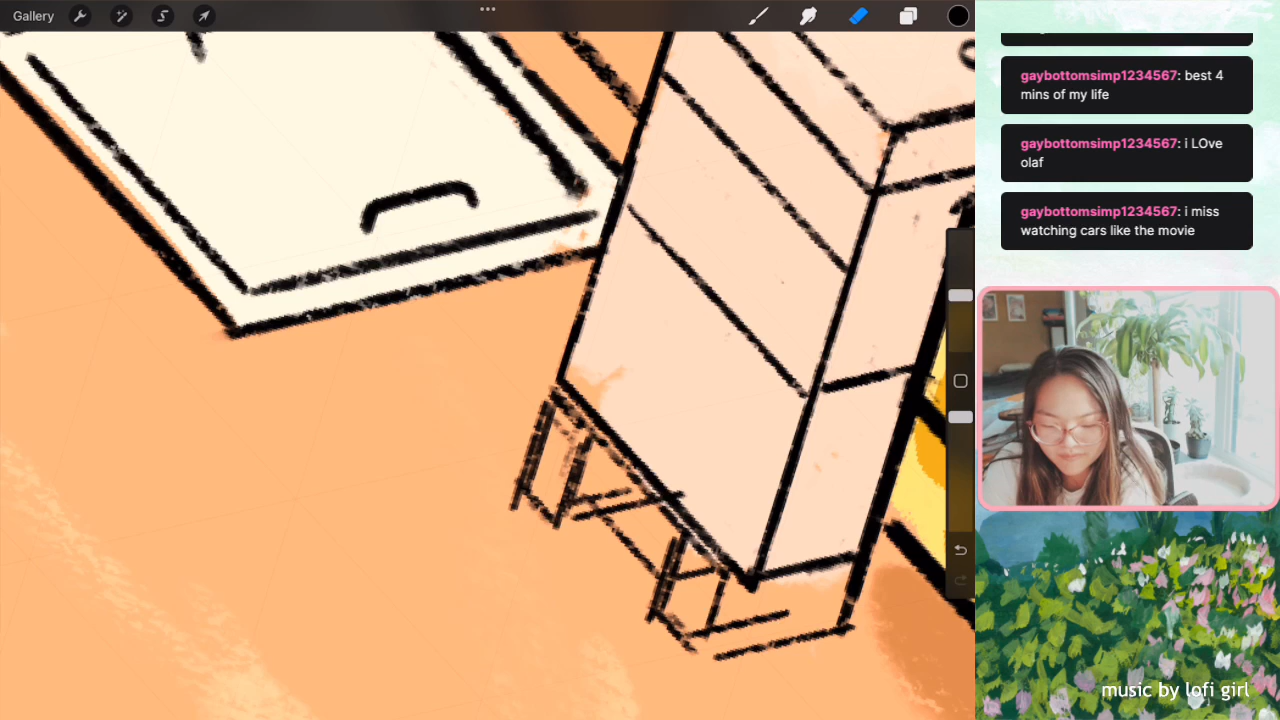 Gallery
gaybottomsimp1234567: best 4
mins of my life
gaybottomsimp1234567: i LOve
olaf
gaybottomsimp1234567: i miss
watching cars like the movie
music by lofi girl